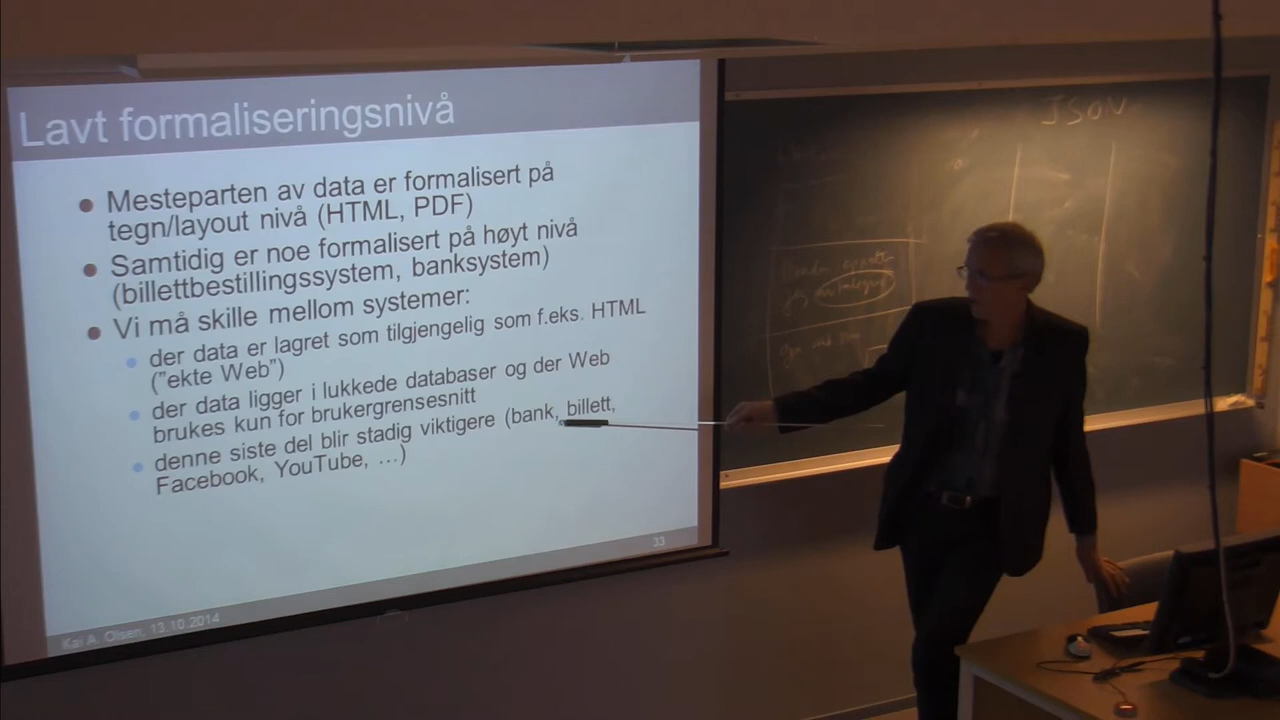 Lavt formaliseringsnivå
Mesteparten av data er formalisert på
tegn/layout nivå (HTML, PDF)
Samtidig er noe formalisert på høyt nivå
(billettbestillingssystem, banksystem)
Vi må skille mellom systemer:
der data er lagret som tilgjengelig som f.eks. HTML
("ekte Web")
der data ligger i lukkede databaser og der Web
brukes kun for brukergrensesnitt
denne siste del blir stadig viktigere (bank, billett,
Facebook, YouTube, …)
33
Kai A. Olsen, 13.10.2014
JSON